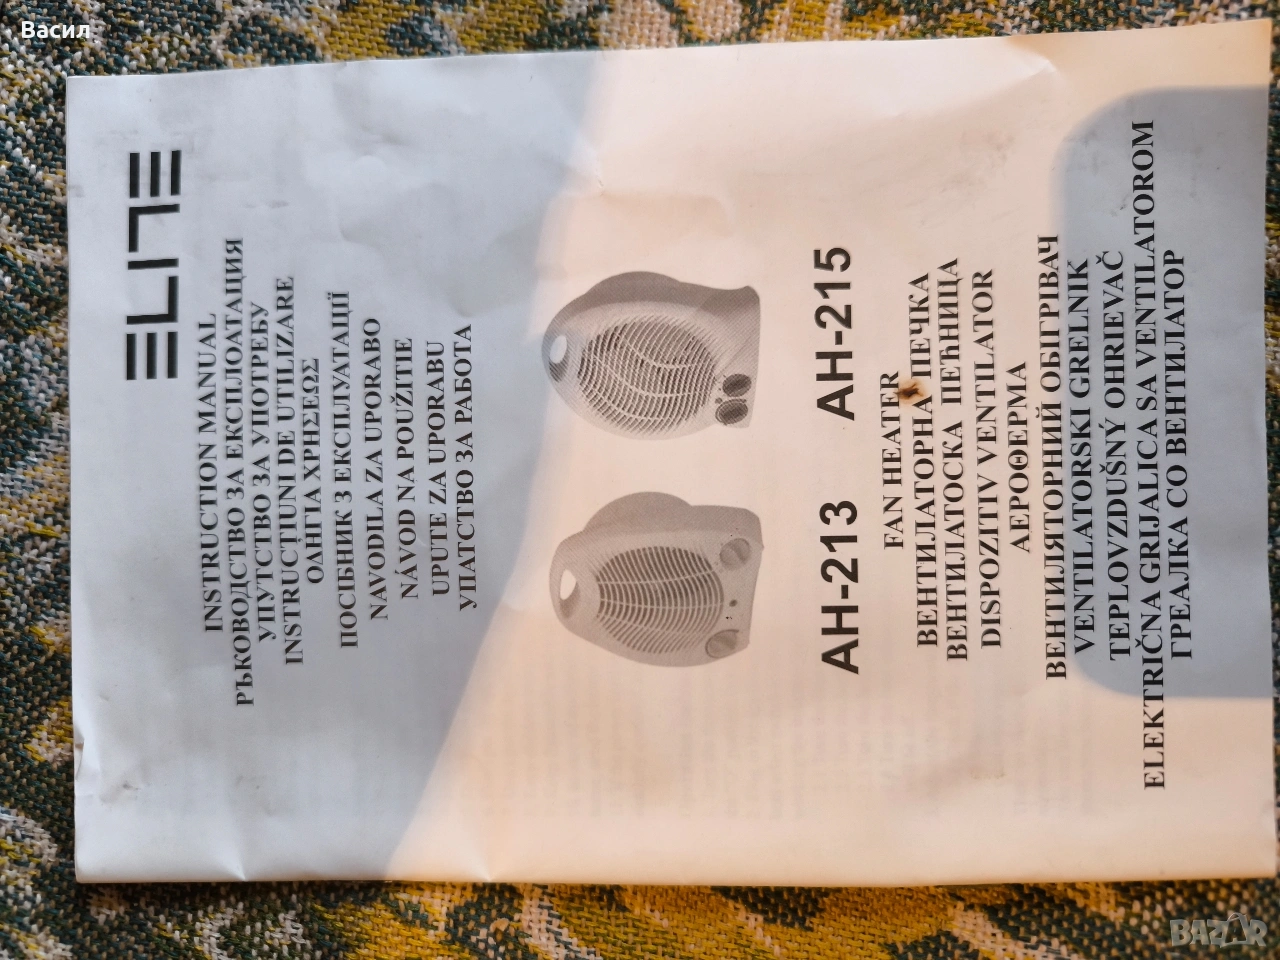 Васил
ELITE
INSTRUCTION MANUAL
РЪКОВОДСТВО ЗА ЕКСПЛОАТАЦИЯ
УПУТСТВО ЗА УПОТРЕБУ
INSTRUCȚIUNI DE UTILIZARE
ΟΔΗΓΙΑ ΧΡΗΣΕΩΣ
ПОСІБНИК З ЕКСПЛУАТАЦІЇ
NAVODILA ZA UPORABO
NÁVOD NA POUŽITIE
UPUTE ZA UPORABU
УПАТСТВО ЗА РАБОТА
AH-213 AH-215
FAN HEATER
ВЕНТИЛАТОРНА ПЕЧКА
ВЕНТИЛАТОСКА ПЕЋНИЦА
DISPOZITIV VENTILATOR
ΑΕΡΟΘΕΡΜΑ
ВЕНТИЛЯТОРНИЙ ОБІГРІВАЧ
VENTILATORSKI GRELNIK
TEPLOVZDUŠNÝ OHRIEVAČ
ELEKTRIČNA GRIJALICA SA VENTILATOROM
ГРЕАЛКА СО ВЕНТИЛАТОР
BAZAR